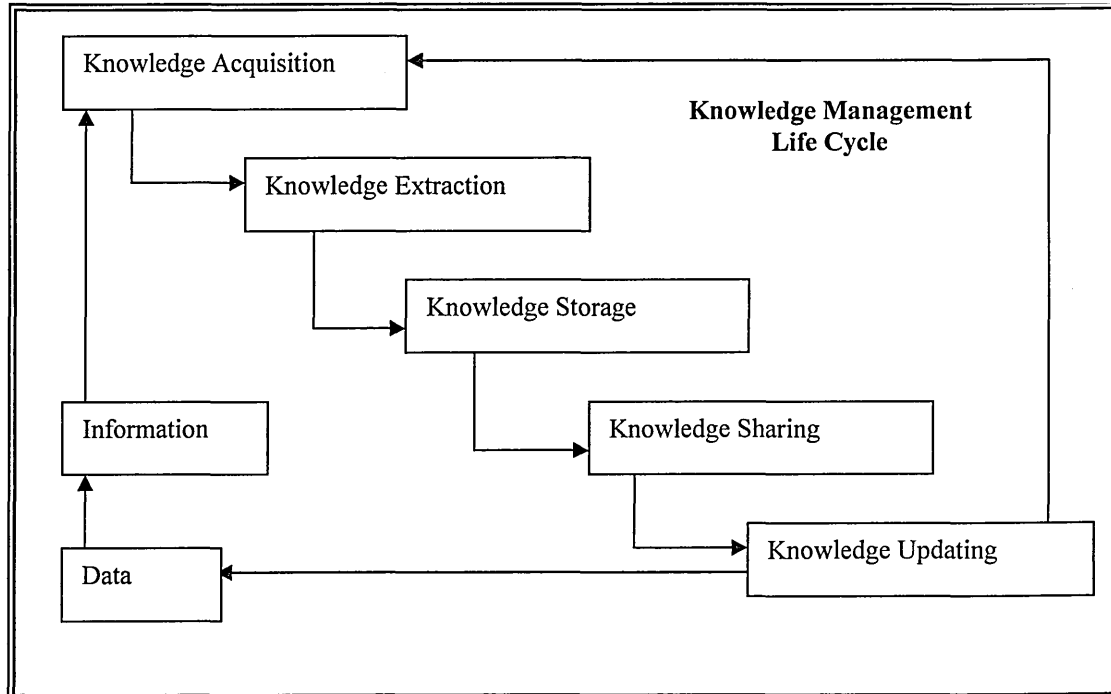 Knowledge Acquisition
Knowledge Management
Life Cycle
Knowledge Extraction
Knowledge Storage
Information
Knowledge Sharing
Data
Knowledge Updating